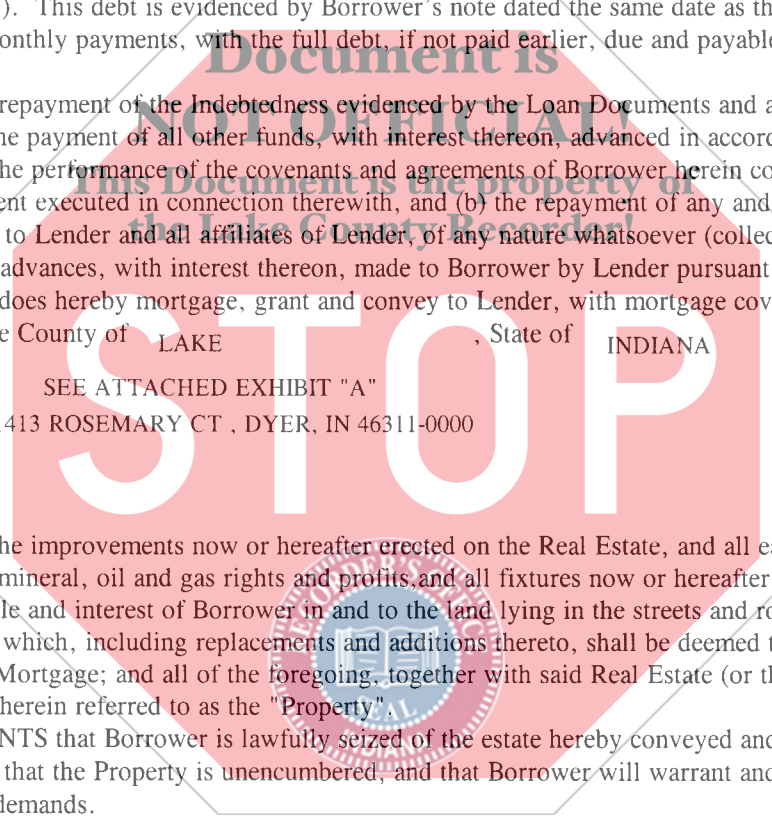 ). This debt is evidenced by Borrower's note dated the same date as th
onthly payments, with the full debt, if not paid earlier, due and payable
Document is
repayment of the Indebtedness evidenced by the Loan Documents and a
NOT OFFICIAL!
ne payment of all other funds, with interest thereon, advanced in accord
he performance of the covenants and agreements of Borrower herein co
This Document is the property of
ent executed in connection therewith, and (b) the repayment of any and
the Lake County Recorder!
to Lender and all affiliates of Lender, of any nature whatsoever (collec
advances, with interest thereon, made to Borrower by Lender pursuant
does hereby mortgage, grant and convey to Lender, with mortgage cov
e County of LAKE , State of INDIANA
SEE ATTACHED EXHIBIT "A"
1413 ROSEMARY CT , DYER, IN 46311-0000
STOP
he improvements now or hereafter erected on the Real Estate, and all ea
mineral, oil and gas rights and profits,and all fixtures now or hereafter
le and interest of Borrower in and to the land lying in the streets and ro
which, including replacements and additions thereto, shall be deemed t
Mortgage; and all of the foregoing, together with said Real Estate (or th
herein referred to as the "Property".
SEAL
NTS that Borrower is lawfully seized of the estate hereby conveyed and
INDIANA
that the Property is unencumbered, and that Borrower will warrant and
demands.